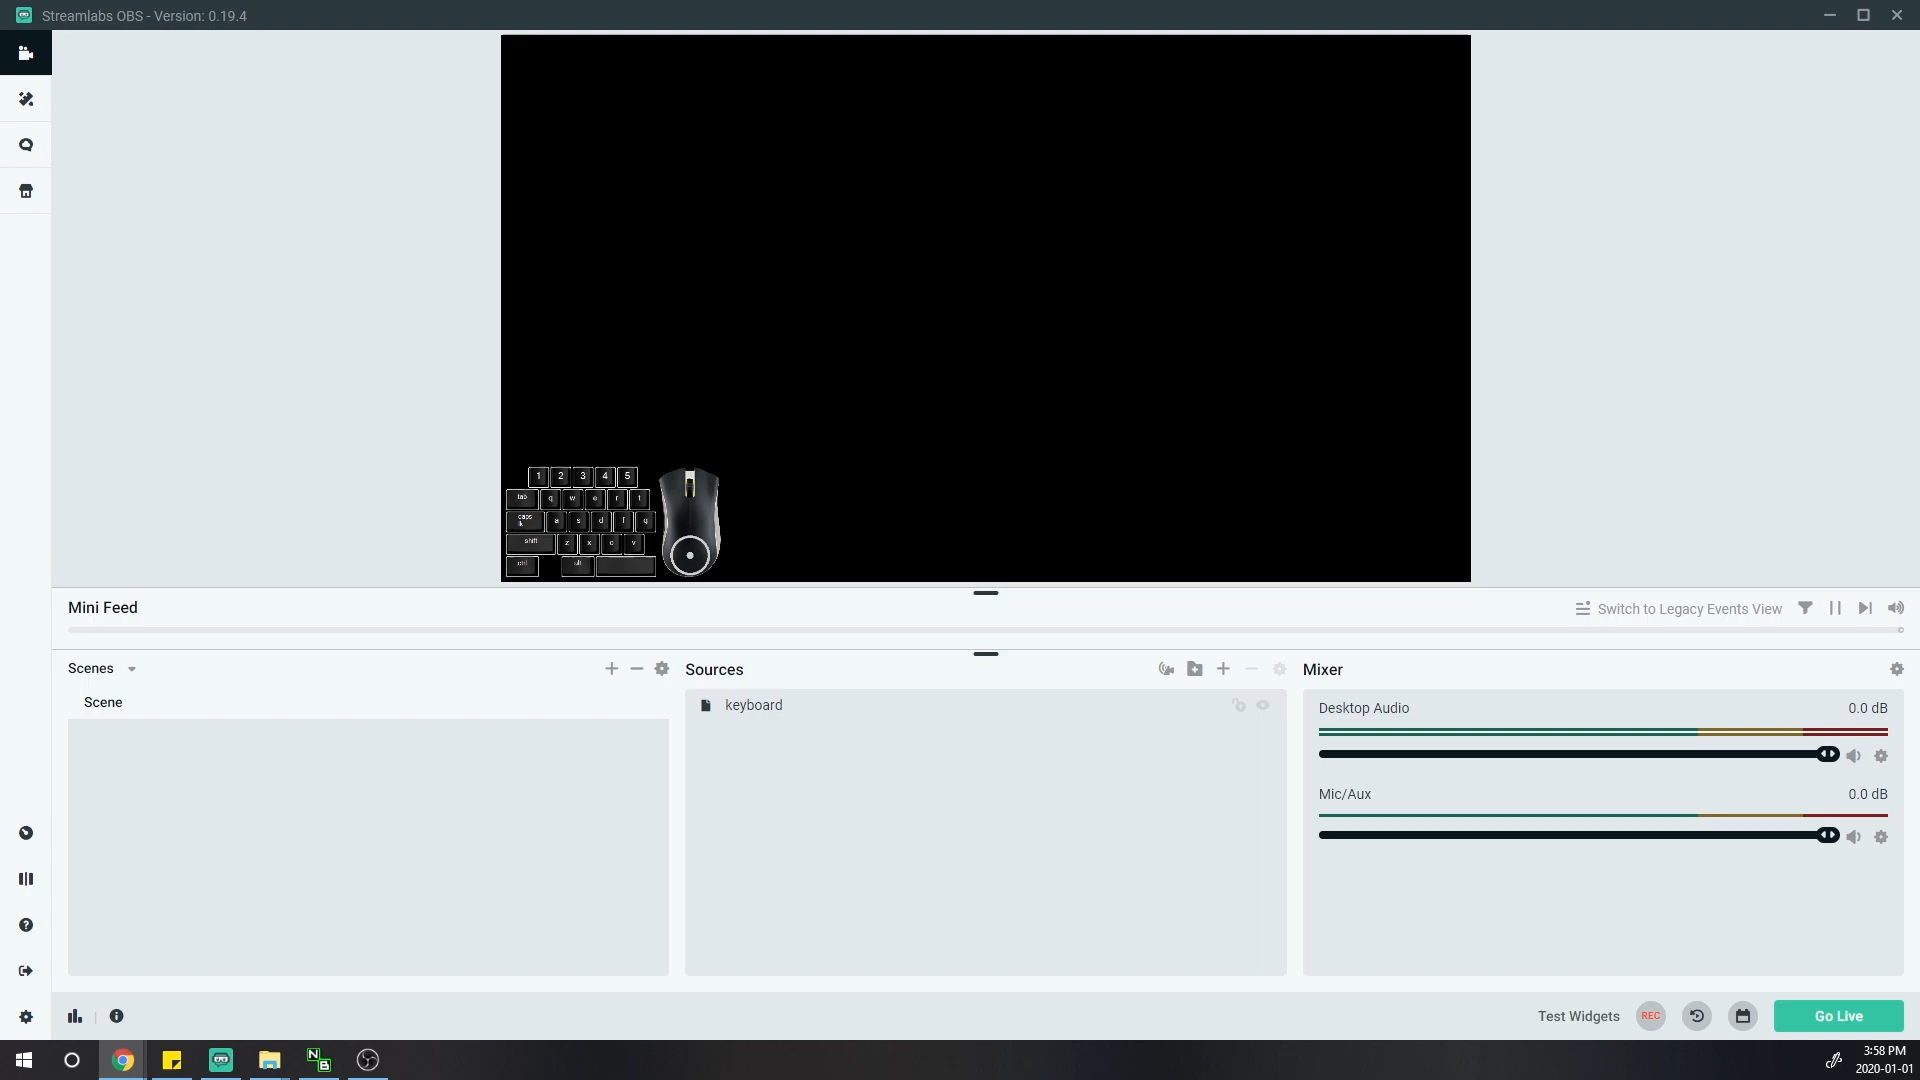 Streamlabs OBS - Version: 0.19.4
1 2 3 4 5
tab q w e r t
caps lk a s d f g
shift z x c v
ctrl alt
Mini Feed
Switch to Legacy Events View
Scenes
Scene
Sources
keyboard
Mixer
Desktop Audio 0.0 dB
Mic/Aux 0.0 dB
Test Widgets
REC
Go Live
N B
3:58 PM
2020-01-01